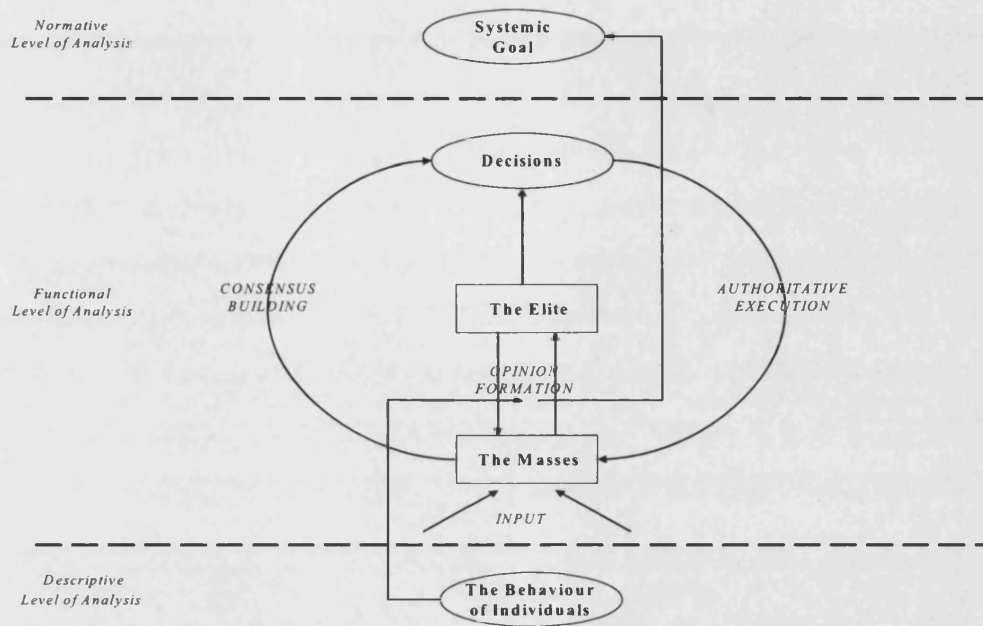 Normative
Level of Analysis
Systemic
Goal
Decisions
Functional
Level of Analysis
CONSENSUS
BUILDING
The Elite
AUTHORITATIVE
EXECUTION
OPINION
FORMATION
The Masses
INPUT
Descriptive
Level of Analysis
The Behaviour
of Individuals